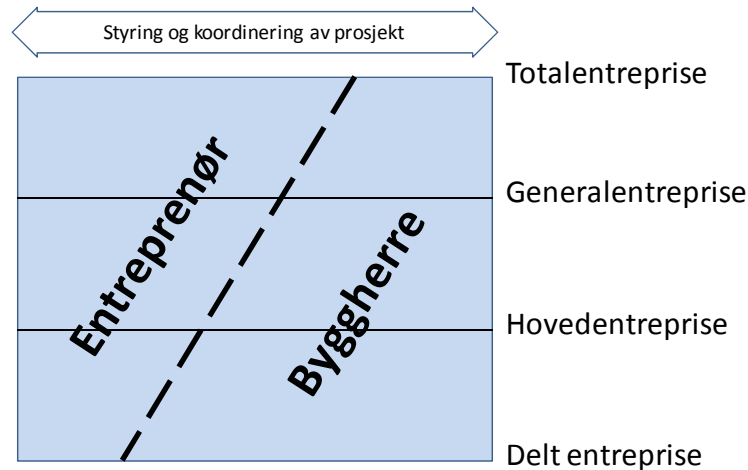 Styring og koordinering av prosjekt
Totalentreprise
Entreprenør
Generalentreprise
Byggherre
Hovedentreprise
Delt entreprise